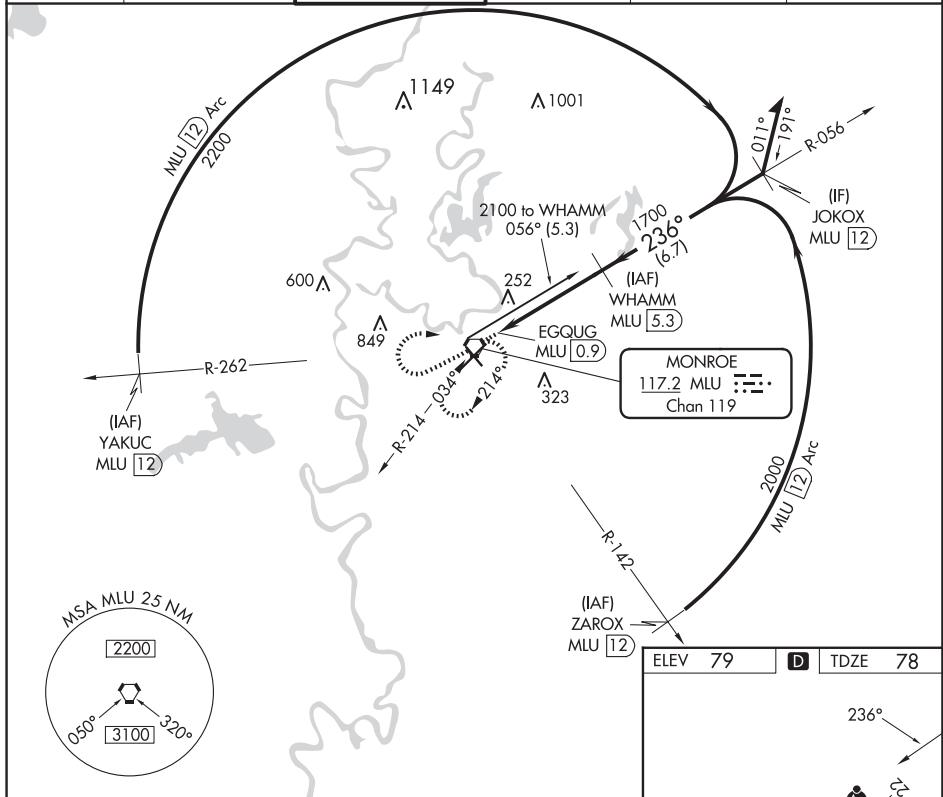 1149
1001
MLU 12 Arc
2200
011°
191°
R-056
(IF)
JOKOX
MLU 12
2100 to WHAMM
056° (5.3)
1700
236°
(6.7)
600
252
(IAF)
WHAMM
MLU 5.3
849
EGQUG
MLU 0.9
323
MONROE
117.2 MLU
Chan 119
R-262
(IAF)
YAKUC
MLU 12
R-214
034°
214°
2000
MLU 12 Arc
R-142
(IAF)
ZAROX
MLU 12
MSA MLU 25 NM
2200
050°
320°
3100
ELEV 79 D TDZE 78
236°
22